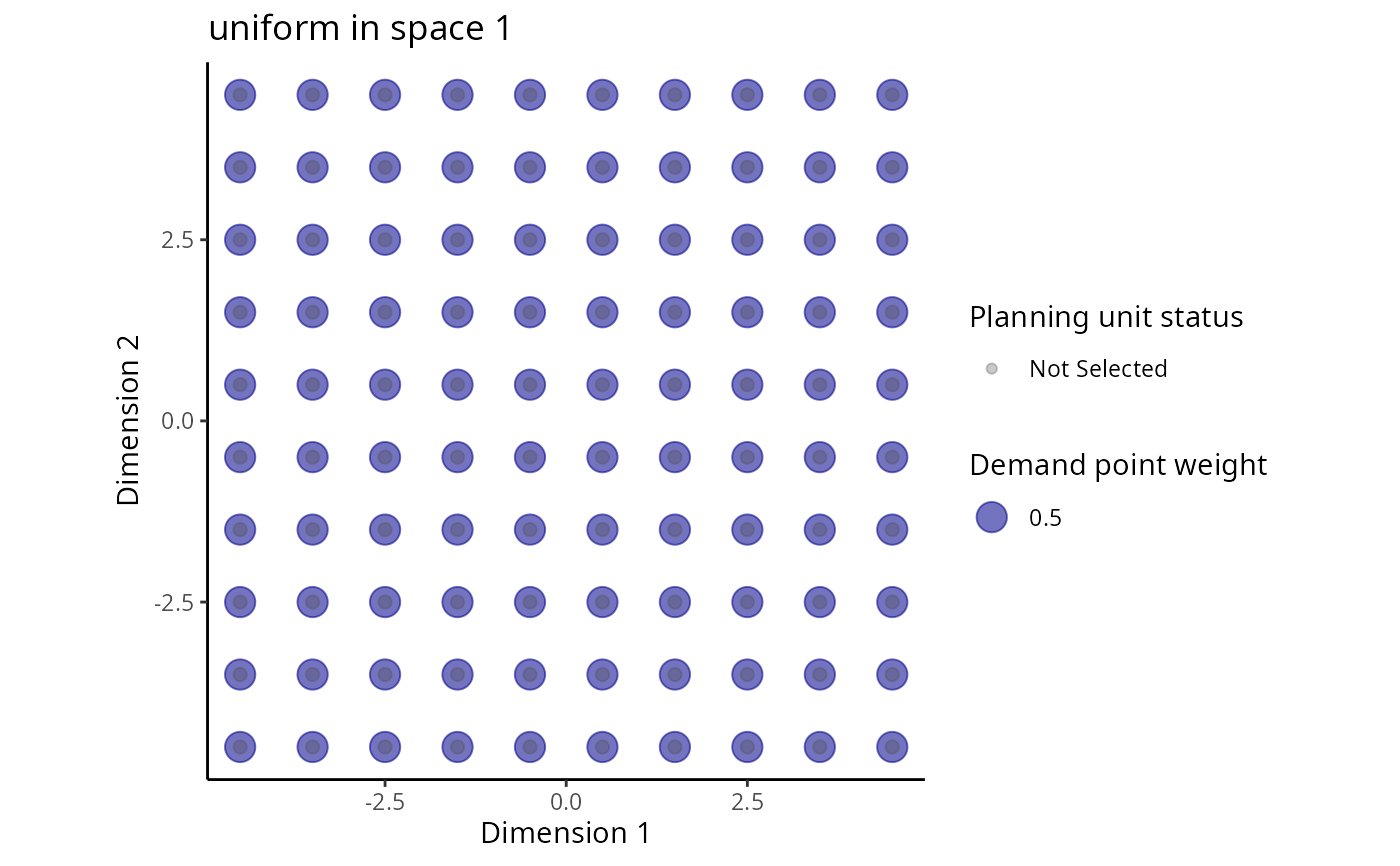 uniform in space 1
2.5
0.0
-2.5
Dimension 2
-2.5
0.0
2.5
Dimension 1
Planning unit status
Not Selected
Demand point weight
0.5